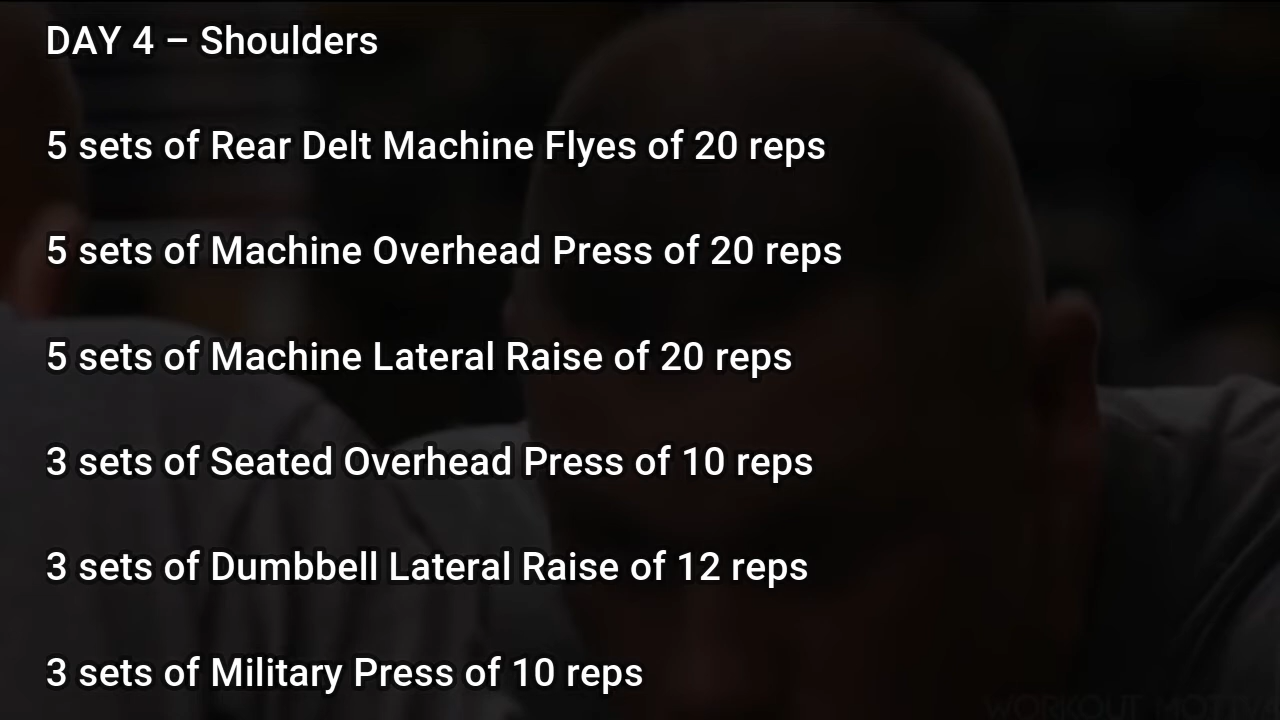 DAY 4 – Shoulders
5 sets of Rear Delt Machine Flyes of 20 reps
5 sets of Machine Overhead Press of 20 reps
5 sets of Machine Lateral Raise of 20 reps
3 sets of Seated Overhead Press of 10 reps
3 sets of Dumbbell Lateral Raise of 12 reps
3 sets of Military Press of 10 reps
WORKOUT